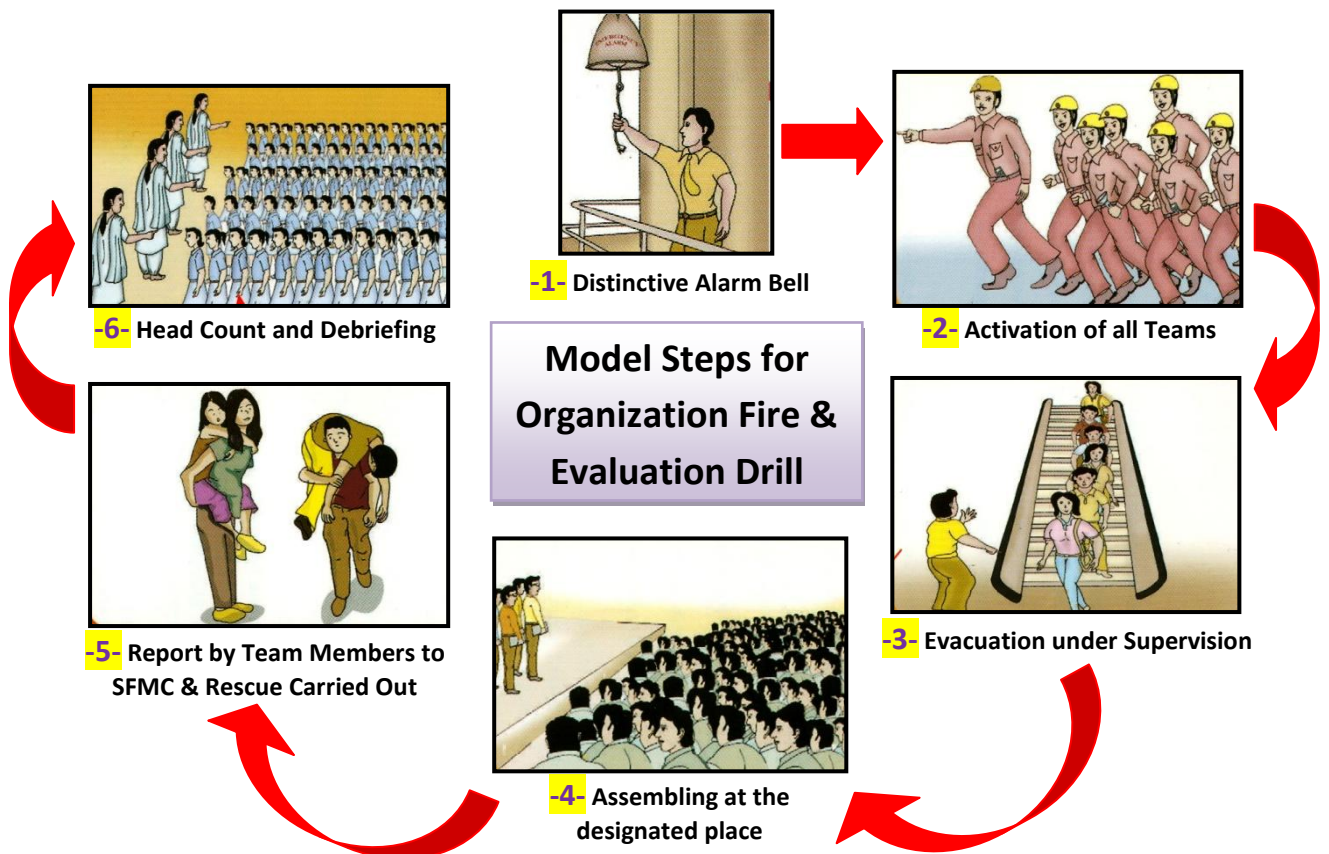 INTERGENCY
ALARM
-1- Distinctive Alarm Bell
-2- Activation of all Teams
-3- Evacuation under Supervision
-4- Assembling at the
designated place
-5- Report by Team Members to
SFMC & Rescue Carried Out
-6- Head Count and Debriefing
Model Steps for
Organization Fire &
Evaluation Drill